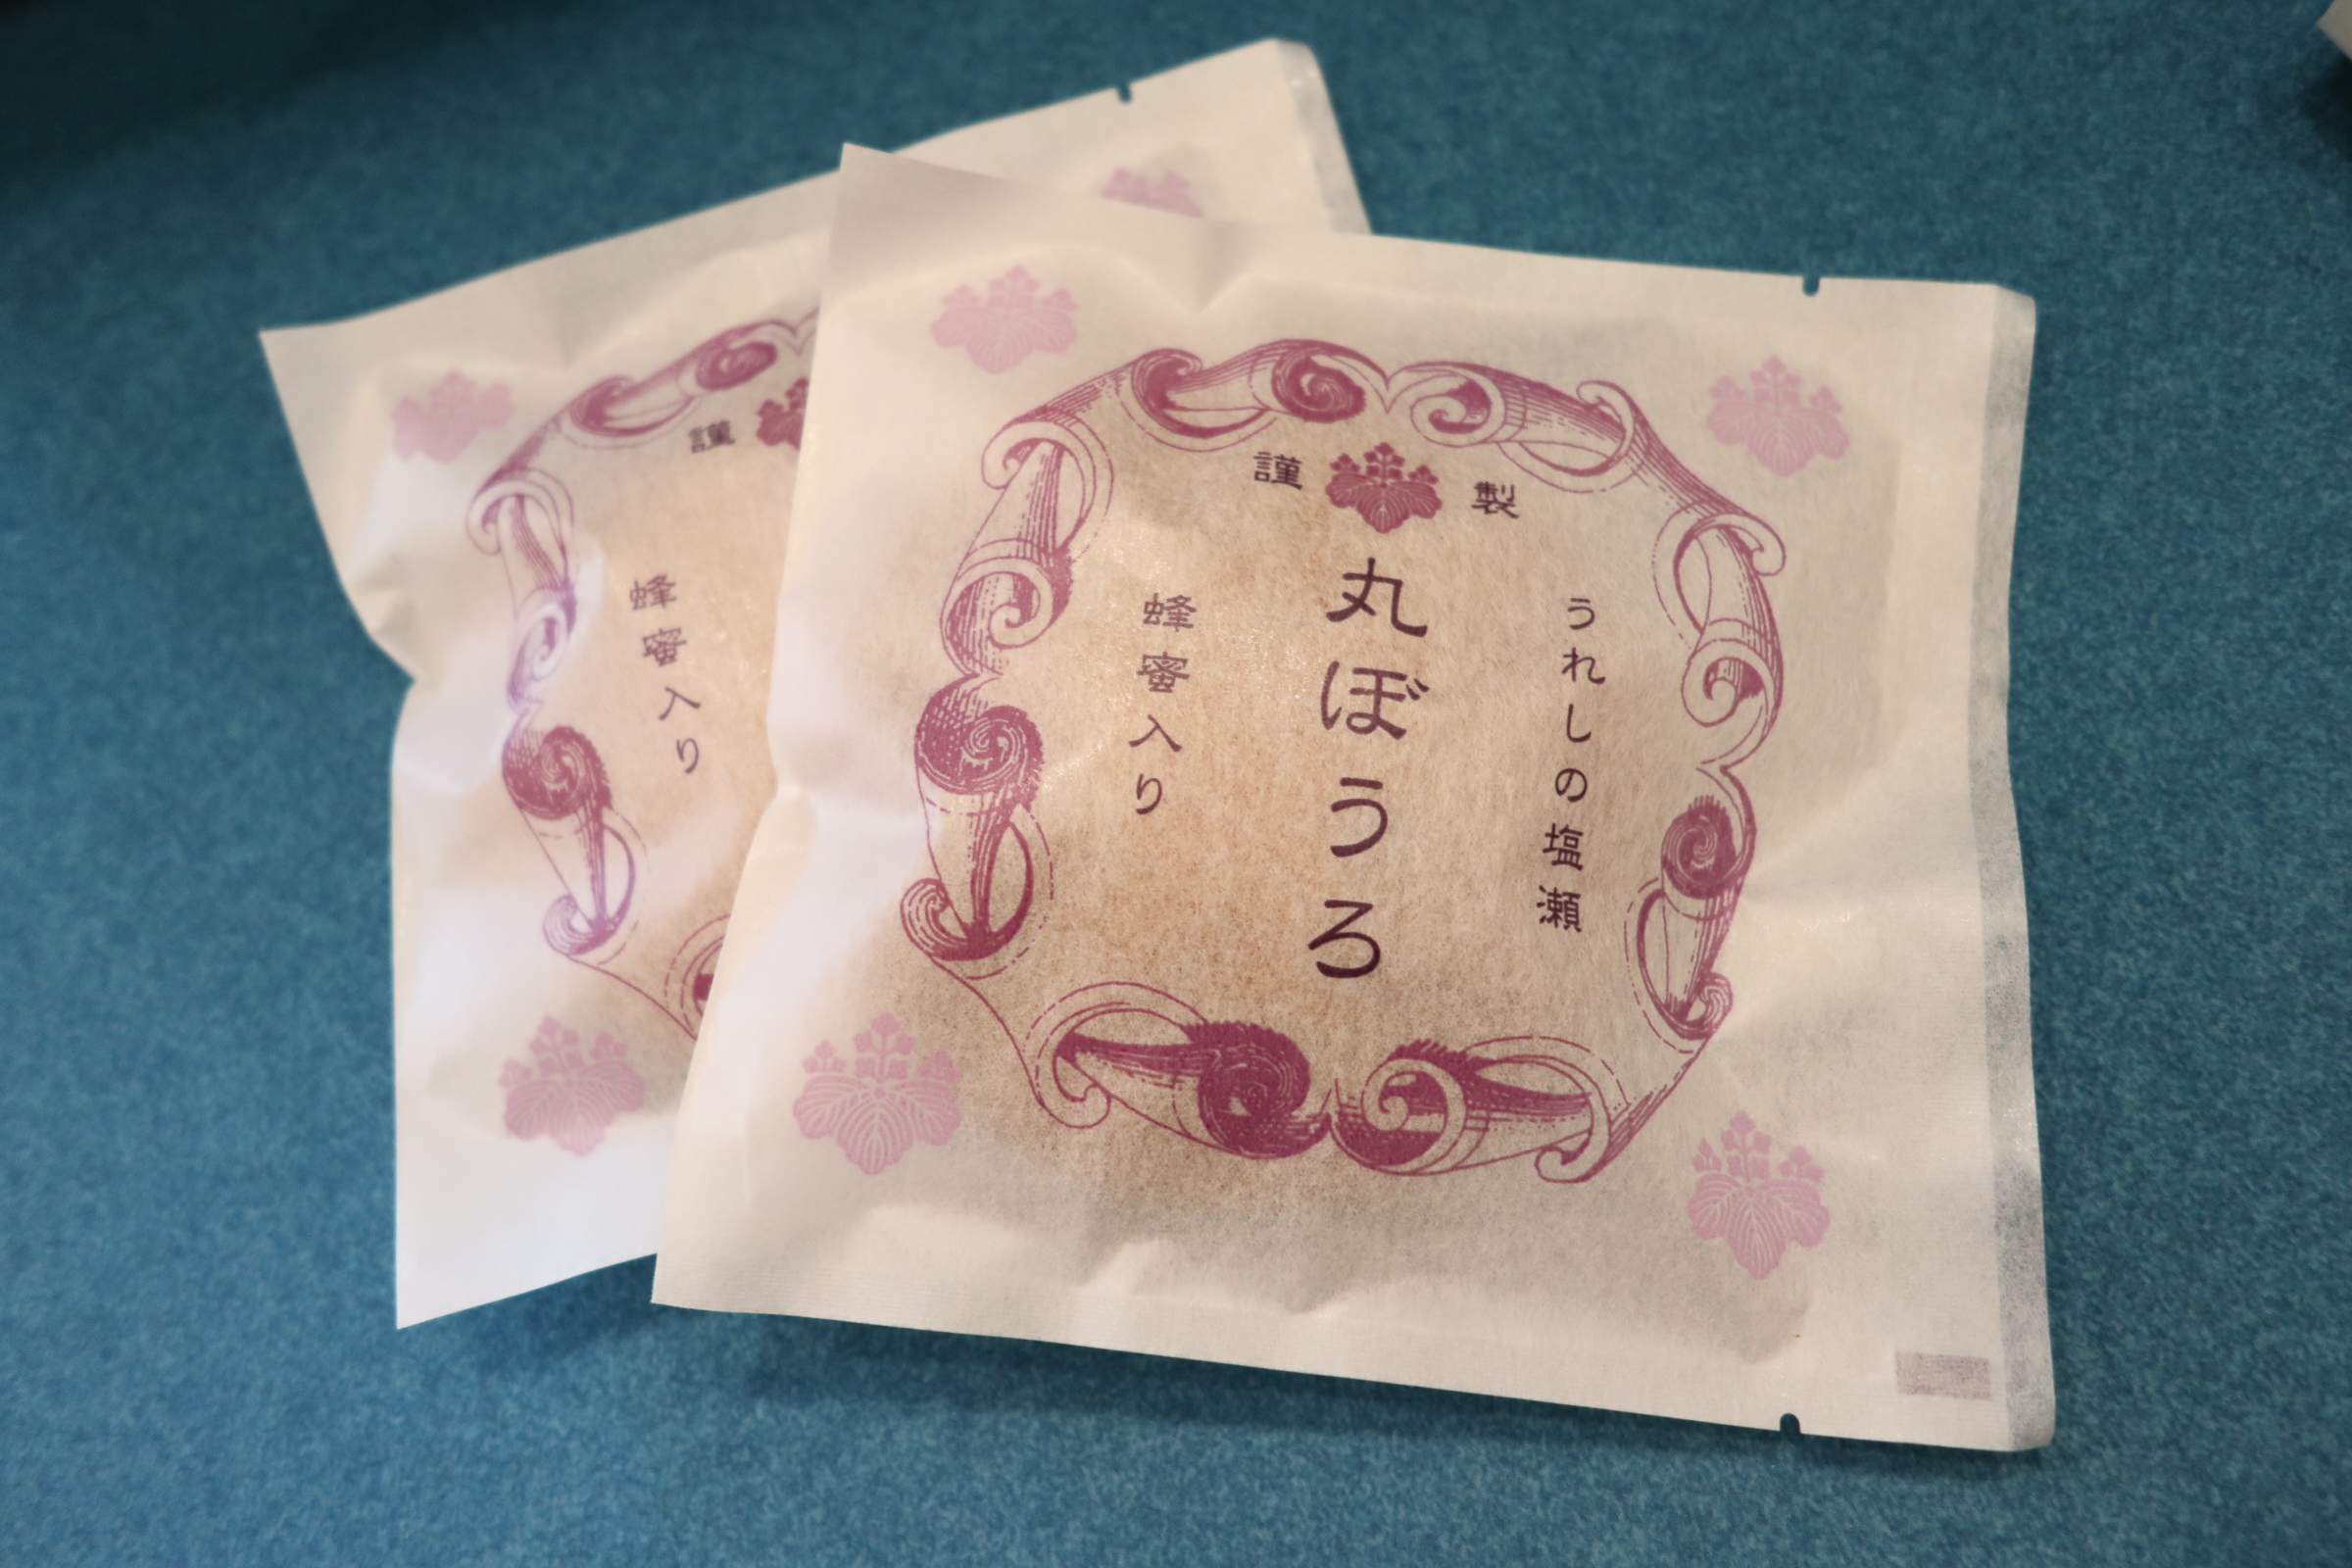 謹製
うれしの塩瀬
丸ぼうろ
蜂蜜入り
謹
蜂蜜入り